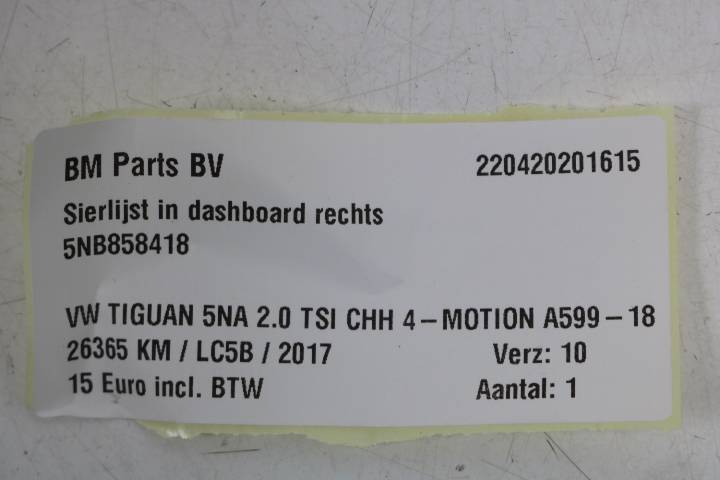 BM Parts BV 220420201615
Sierlijst in dashboard rechts
5NB858418
VW TIGUAN 5NA 2.0 TSI CHH 4-MOTION A599-18
26365 KM / LC5B / 2017 Verz: 10
15 Euro incl. BTW Aantal: 1